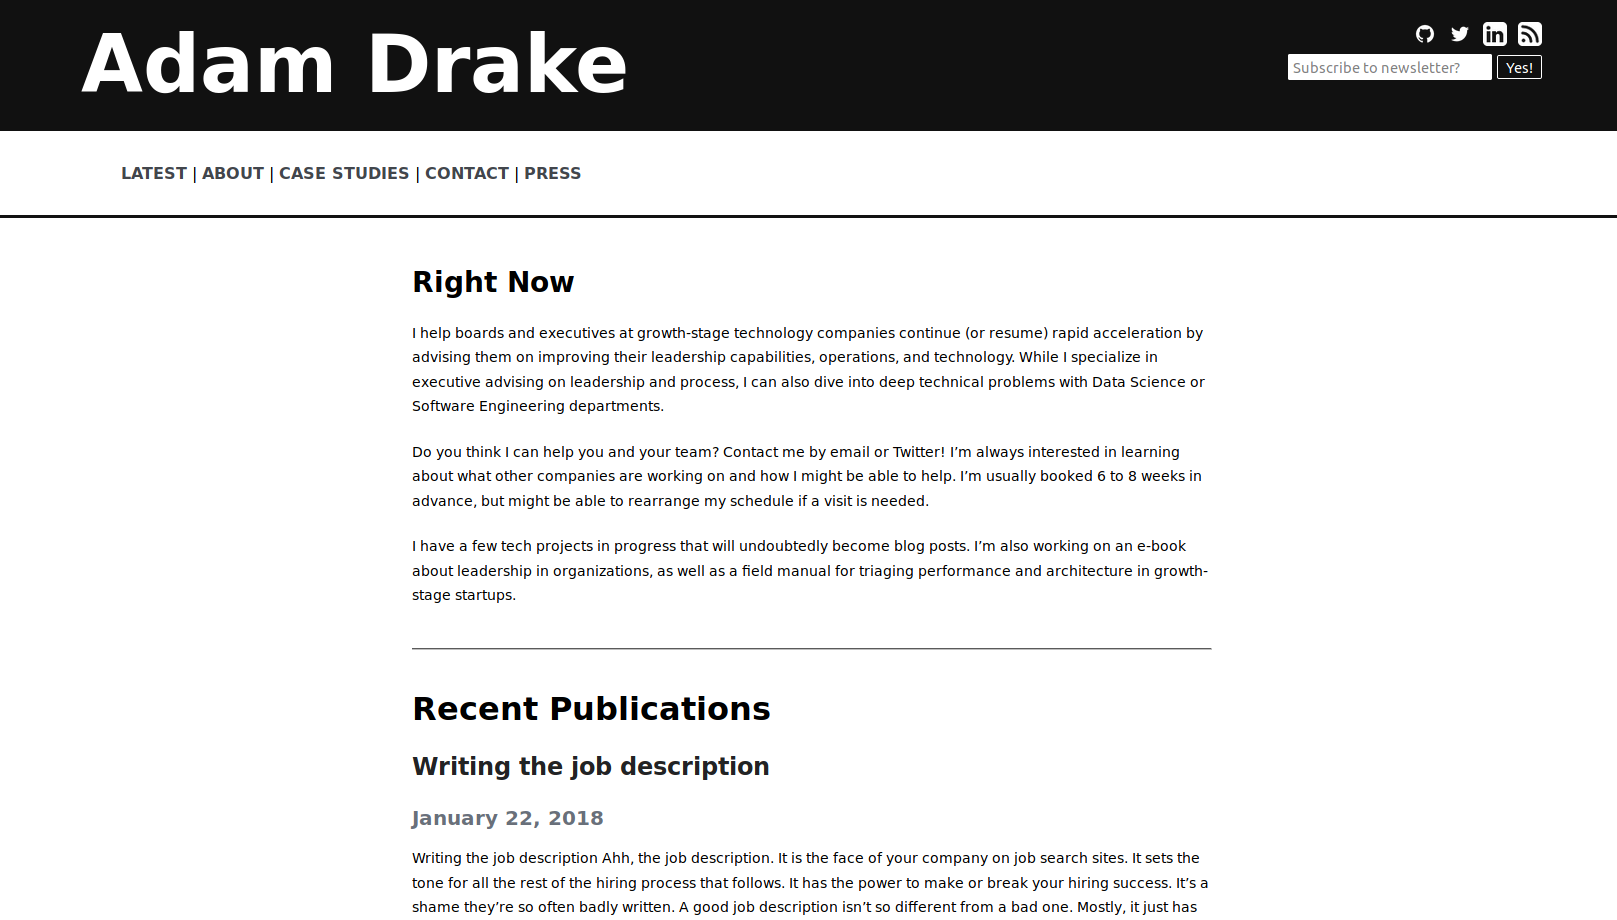 Adam Drake
Subscribe to newsletter? Yes!
LATEST | ABOUT | CASE STUDIES | CONTACT | PRESS
Right Now
I help boards and executives at growth-stage technology companies continue (or resume) rapid acceleration by
advising them on improving their leadership capabilities, operations, and technology. While I specialize in
executive advising on leadership and process, I can also dive into deep technical problems with Data Science or
Software Engineering departments.
Do you think I can help you and your team? Contact me by email or Twitter! I’m always interested in learning
about what other companies are working on and how I might be able to help. I’m usually booked 6 to 8 weeks in
advance, but might be able to rearrange my schedule if a visit is needed.
I have a few tech projects in progress that will undoubtedly become blog posts. I’m also working on an e-book
about leadership in organizations, as well as a field manual for triaging performance and architecture in growth-
stage startups.
Recent Publications
Writing the job description
January 22, 2018
Writing the job description Ahh, the job description. It is the face of your company on job search sites. It sets the
tone for all the rest of the hiring process that follows. It has the power to make or break your hiring success. It’s a
shame they’re so often badly written. A good job description isn’t so different from a bad one. Mostly, it just has